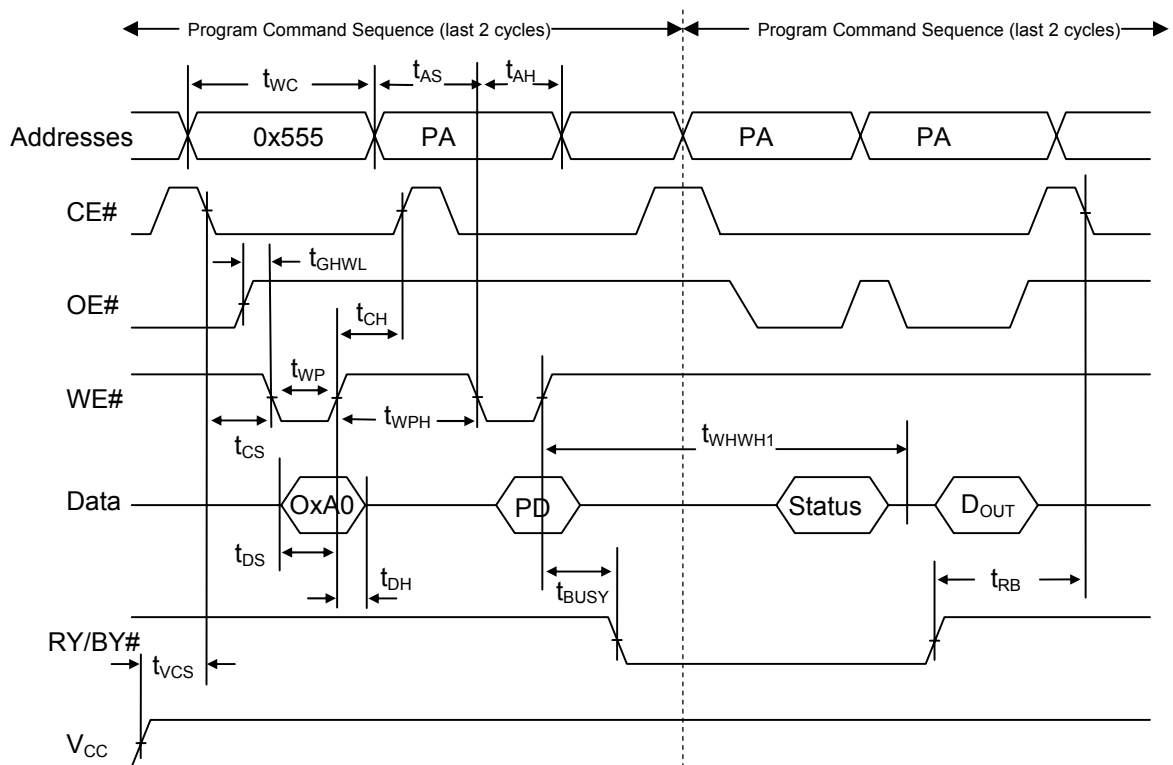 Program Command Sequence (last 2 cycles) Program Command Sequence (last 2 cycles)
tWC tAS tAH
Addresses 0x555 PA PA PA
CE#
tGHWL
OE#
tCH
tWP
WE#
tWPH
tWHWH1
tCS
Data OxA0 PD Status DOUT
tDS
tDH
tBUSY
tRB
RY/BY#
tVCS
VCC